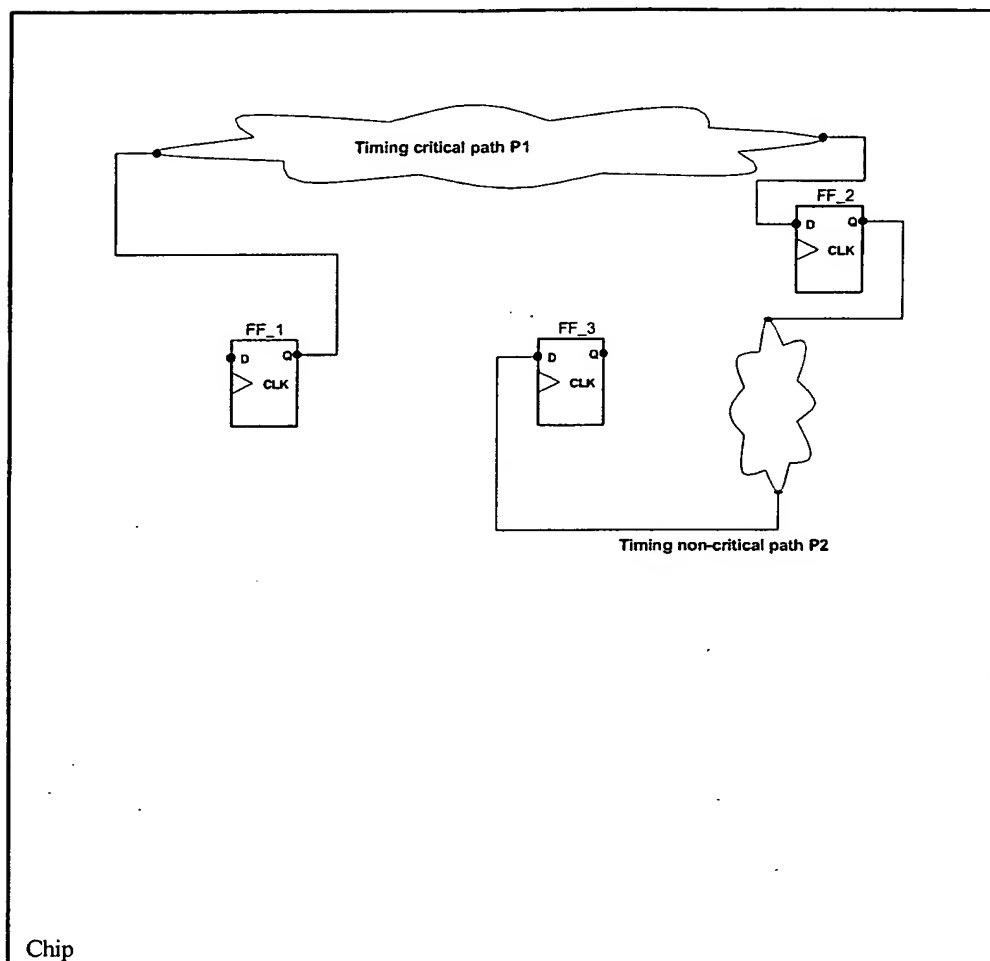 Timing critical path P1
FF_2
D Q
CLK
FF_1
D Q
CLK
FF_3
D Q
CLK
Timing non-critical path P2
Chip